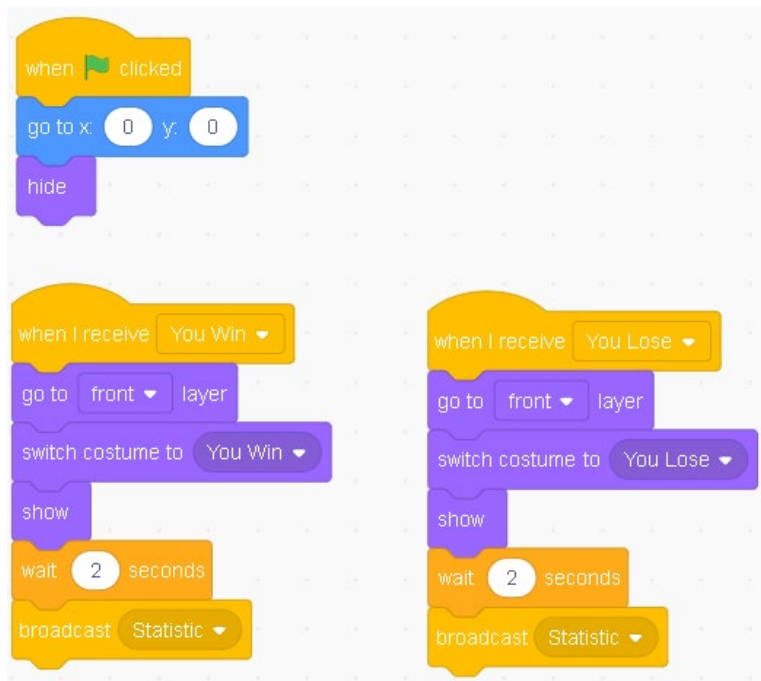 when clicked
go to x: 0 y: 0
hide
when I receive You Win
go to front layer
switch costume to You Win
show
wait 2 seconds
broadcast Statistic
when I receive You Lose
go to front layer
switch costume to You Lose
show
wait 2 seconds
broadcast Statistic